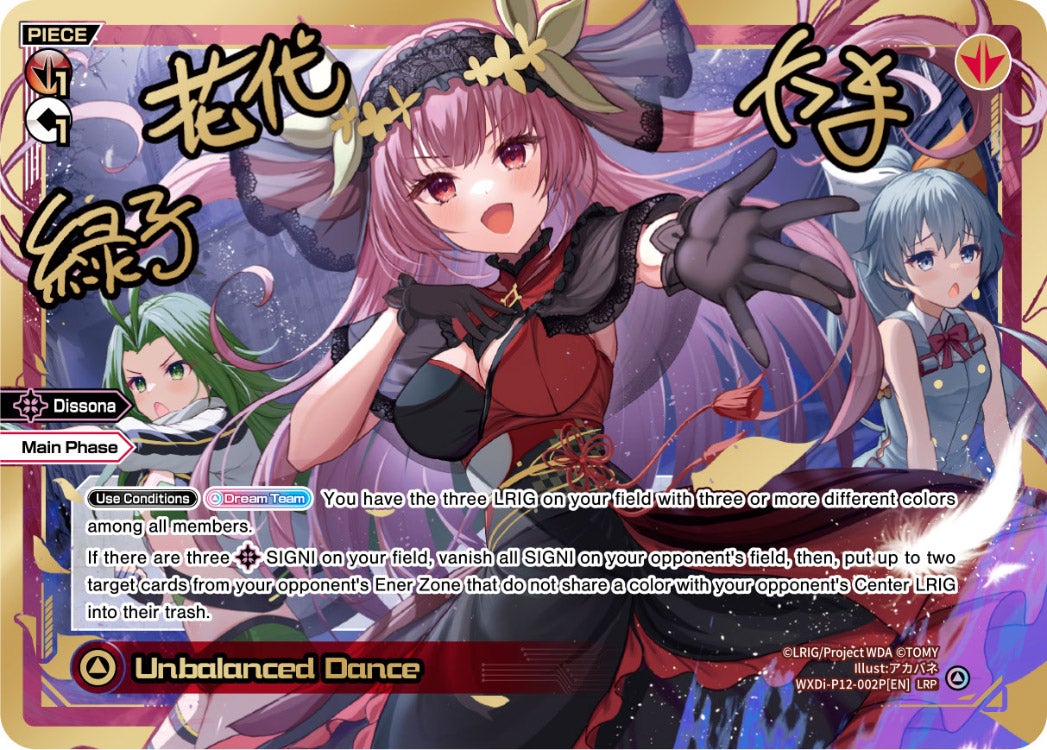 PIECE
1
1
花代
タマ
緑子
Dissona
Main Phase
Use Conditions Dream Team You have the three LRIG on your field with three or more different colors
among all members.
If there are three SIGNI on your field, vanish all SIGNI on your opponent's field, then, put up to two
target cards from your opponent's Ener Zone that do not share a color with your opponent's Center LRIG
into their trash.
Unbalanced Dance
©LRIG/Project WDA ©TOMY
Illust:アカバネ
WXDi-P12-002P[EN] LRP